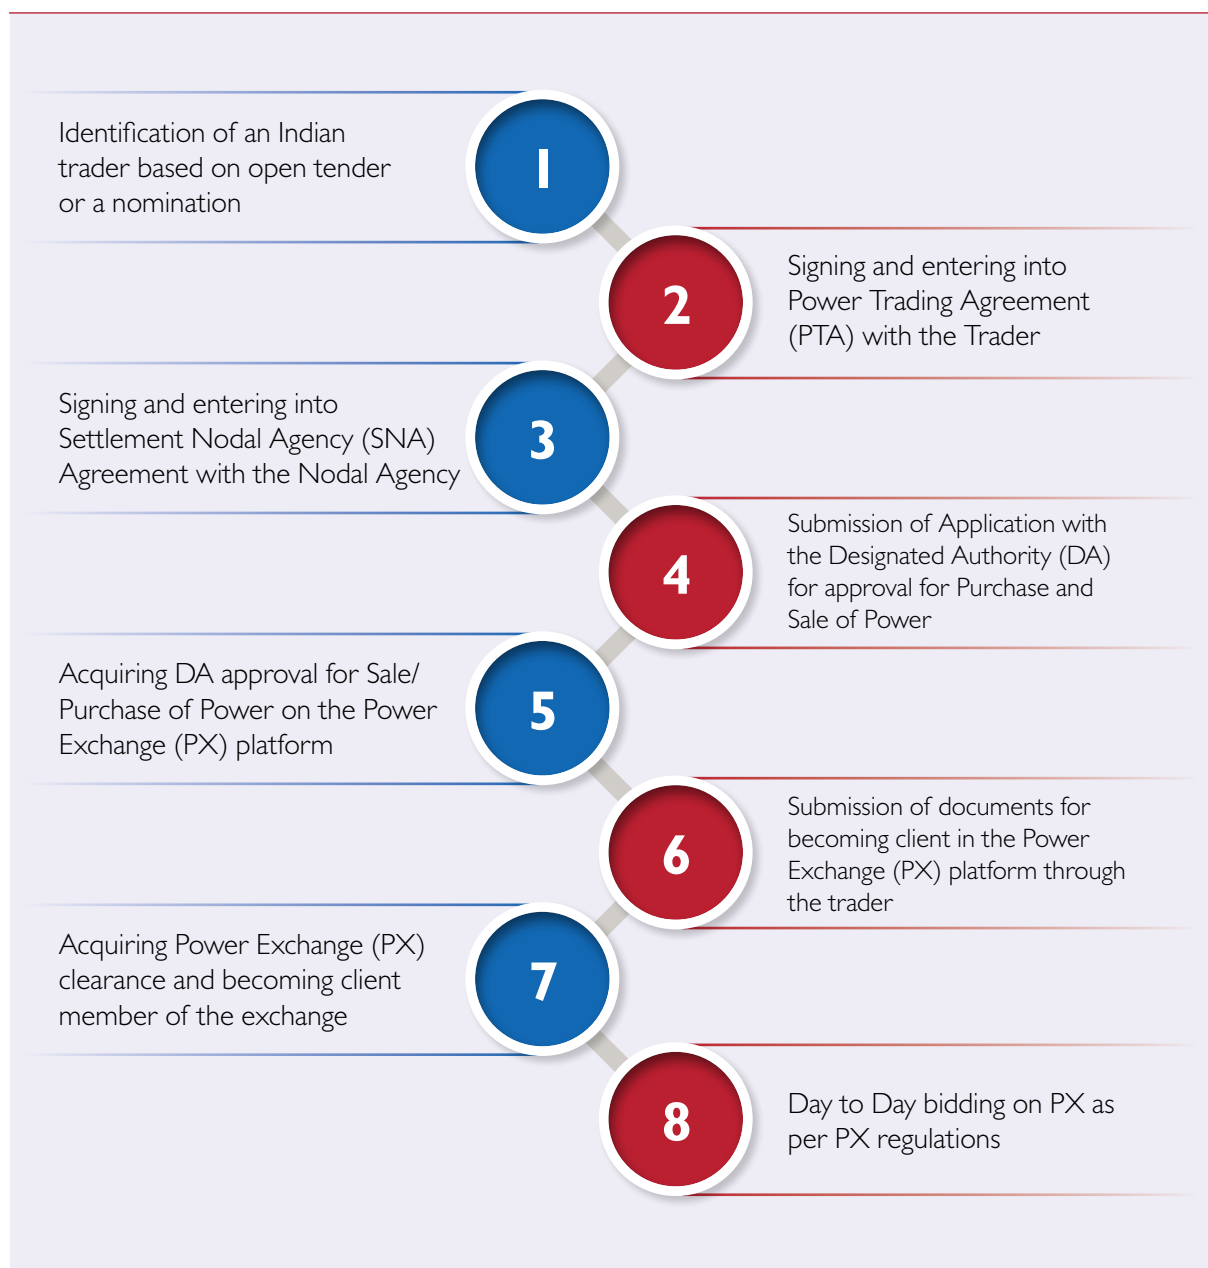 1
Identification of an Indian
trader based on open tender
or a nomination
2
Signing and entering into
Power Trading Agreement
(PTA) with the Trader
3
Signing and entering into
Settlement Nodal Agency (SNA)
Agreement with the Nodal Agency
4
Submission of Application with
the Designated Authority (DA)
for approval for Purchase and
Sale of Power
5
Acquiring DA approval for Sale/
Purchase of Power on the Power
Exchange (PX) platform
6
Submission of documents for
becoming client in the Power
Exchange (PX) platform through
the trader
7
Acquiring Power Exchange (PX)
clearance and becoming client
member of the exchange
8
Day to Day bidding on PX as
per PX regulations